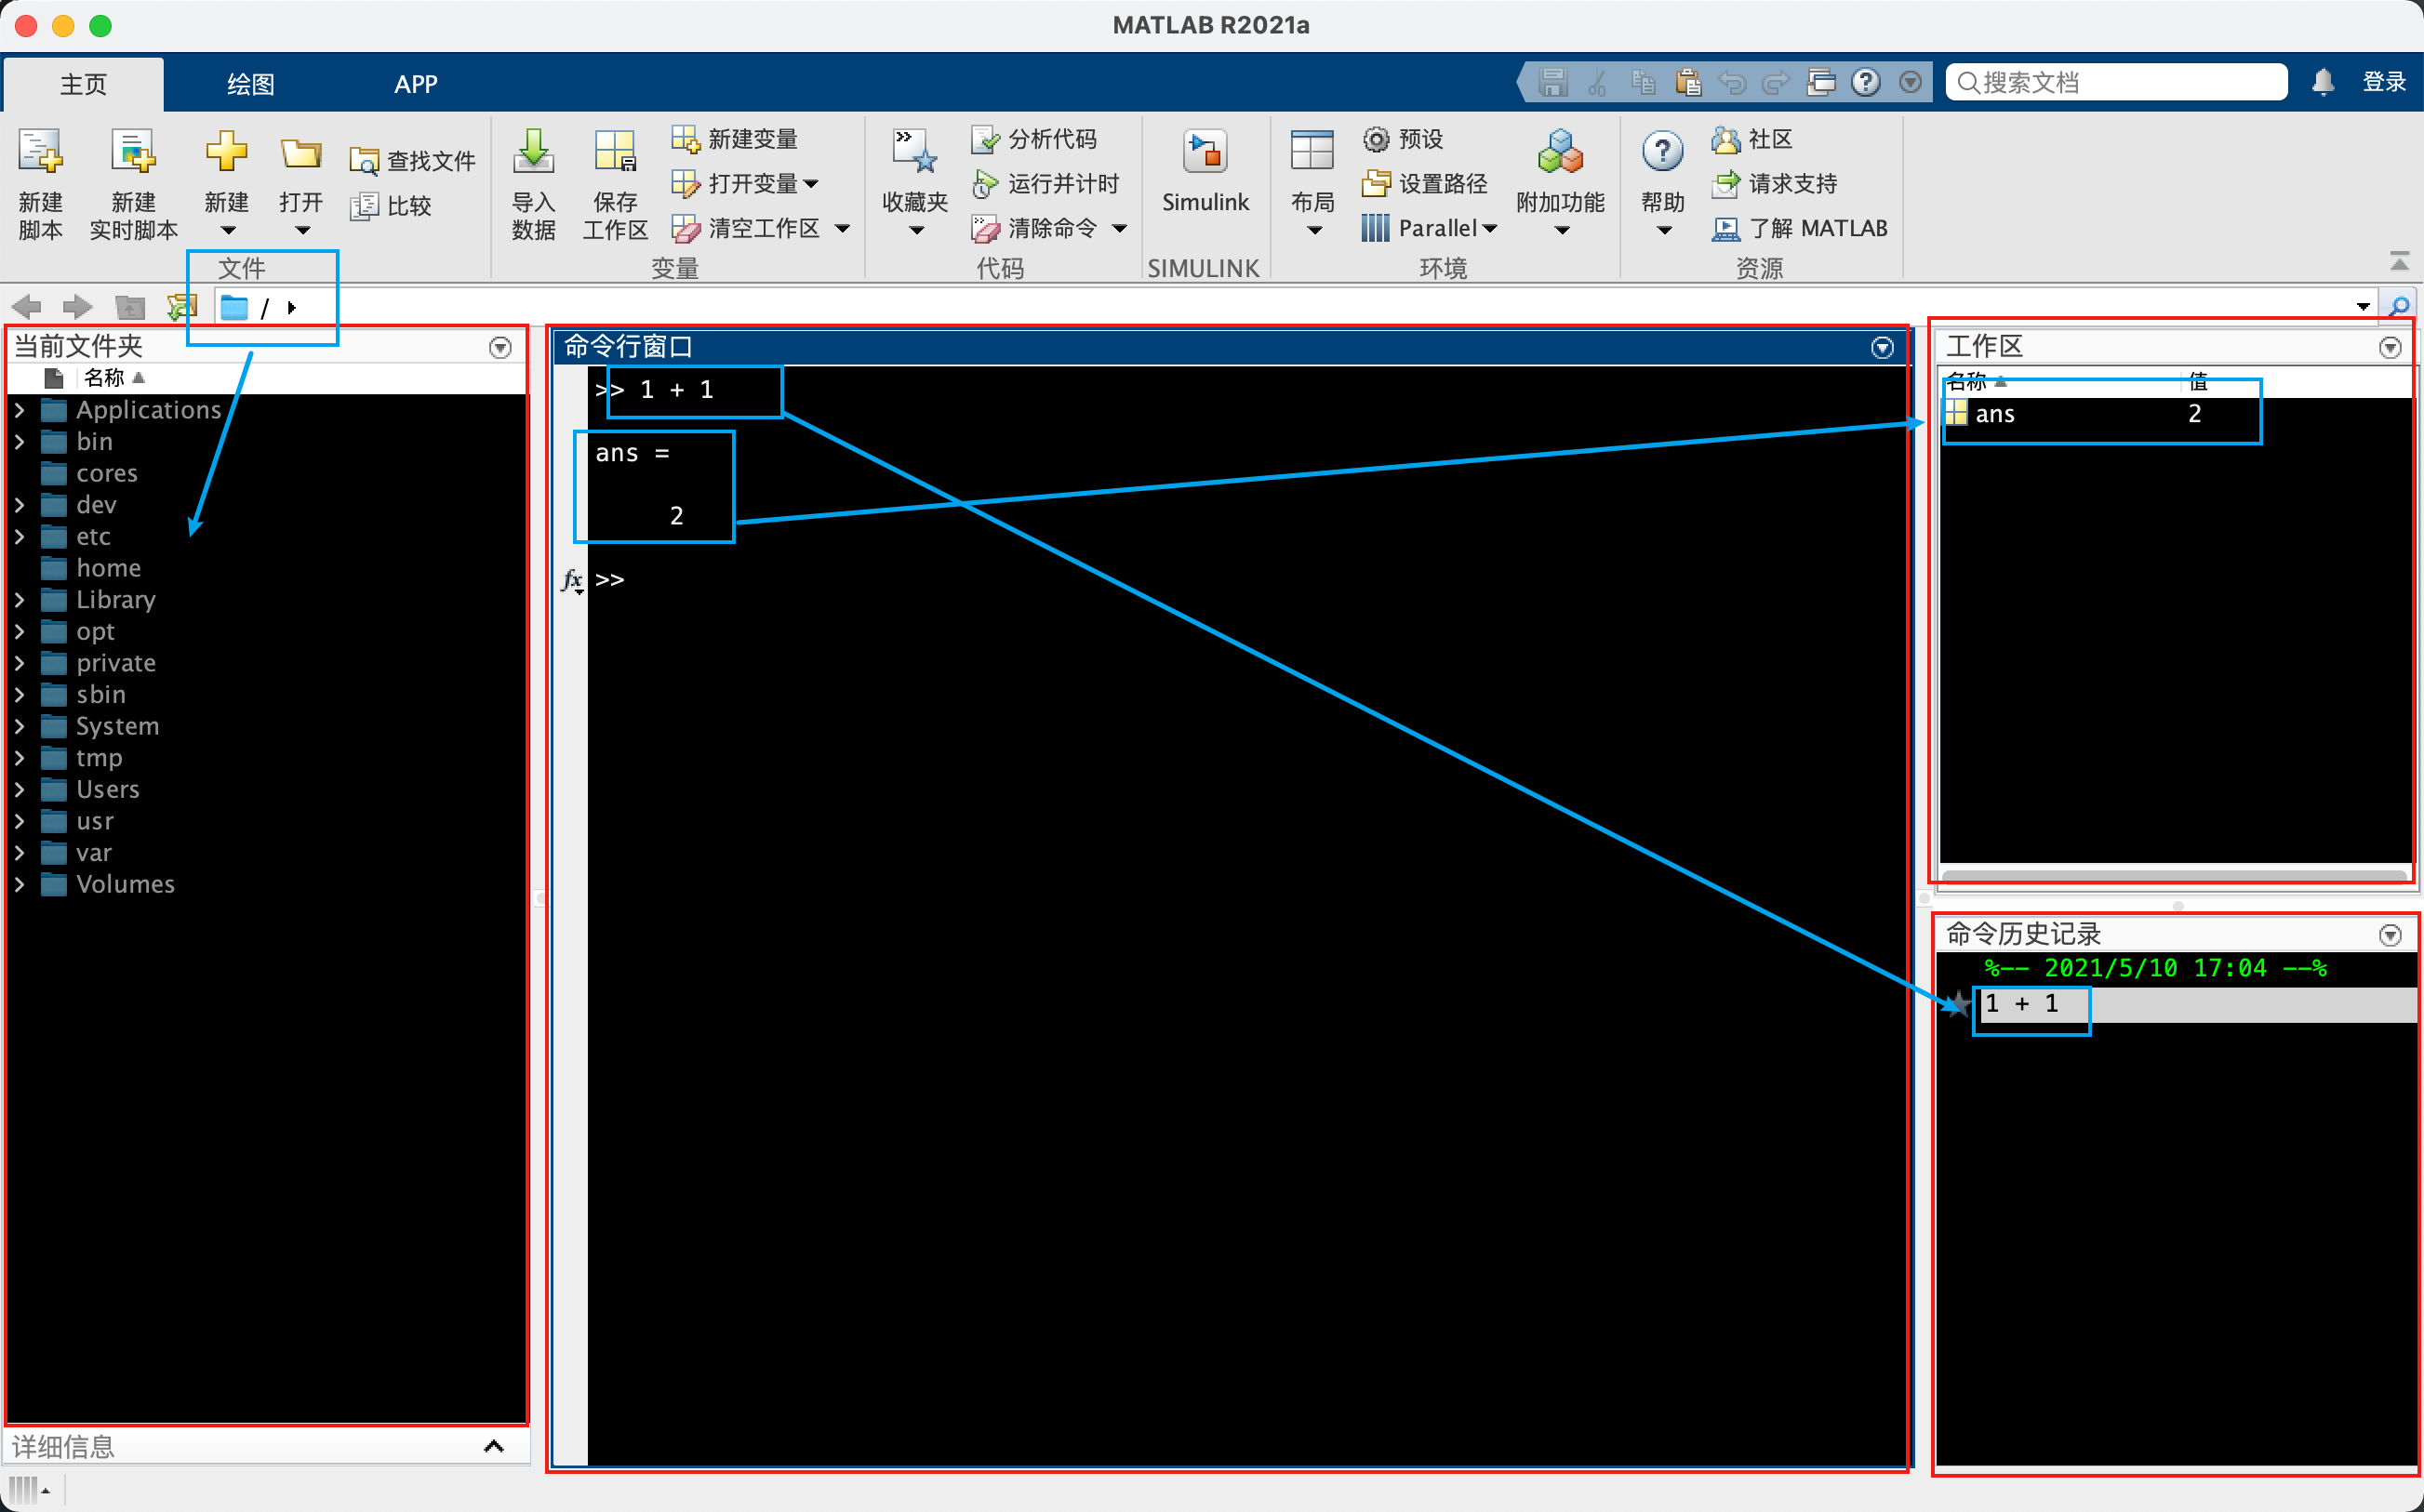 MATLAB R2021a
主页 绘图 APP 搜索文档 登录
新建 脚本
新建 实时脚本
新建
打开
查找文件
比较
文件
导入 数据
保存 工作区
新建变量
打开变量
清空工作区
变量
收藏夹
分析代码
运行并计时
清除命令
代码
Simulink
SIMULINK
布局
预设
设置路径
Parallel
附加功能
环境
帮助
社区
请求支持
了解 MATLAB
资源
/
当前文件夹
名称
Applications
bin
cores
dev
etc
home
Library
opt
private
sbin
System
tmp
Users
usr
var
Volumes
详细信息
命令行窗口
>> 1 + 1
ans =
2
fx >>
工作区
名称 值
ans 2
命令历史记录
%-- 2021/5/10 17:04 --%
1 + 1